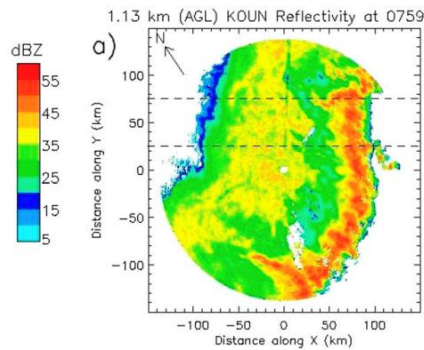 1.13 km (AGL) KOUN Reflectivity at 0759
dBZ
55
45
35
25
15
5
N
a)
Distance along Y (km)
100
50
0
-50
-100
-100 -50 0 50 100
Distance along X (km)